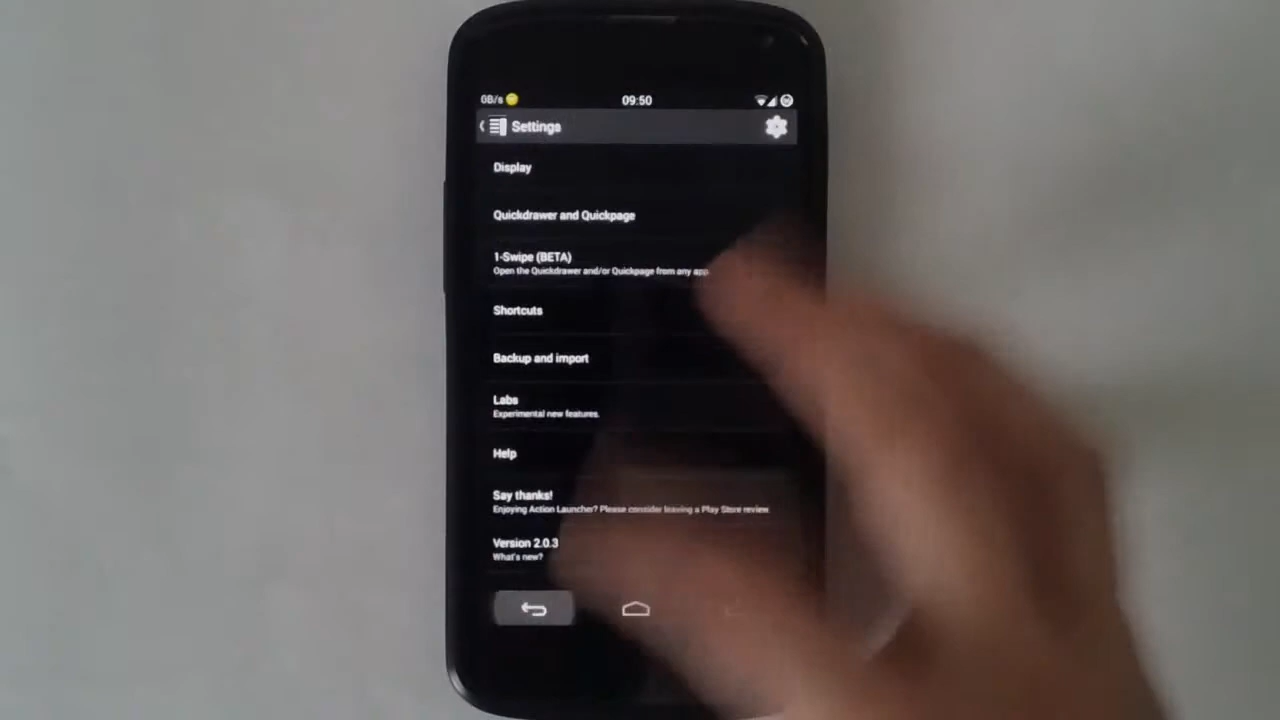 0B/s 09:50
Settings
Display
Quickdrawer and Quickpage
1-Swipe (BETA)
Open the Quickdrawer and/or Quickpage from any app.
Shortcuts
Backup and import
Labs
Experimental new features.
Help
Say thanks!
Enjoying Action Launcher? Please consider leaving a Play Store review.
Version 2.0.3
What's new?